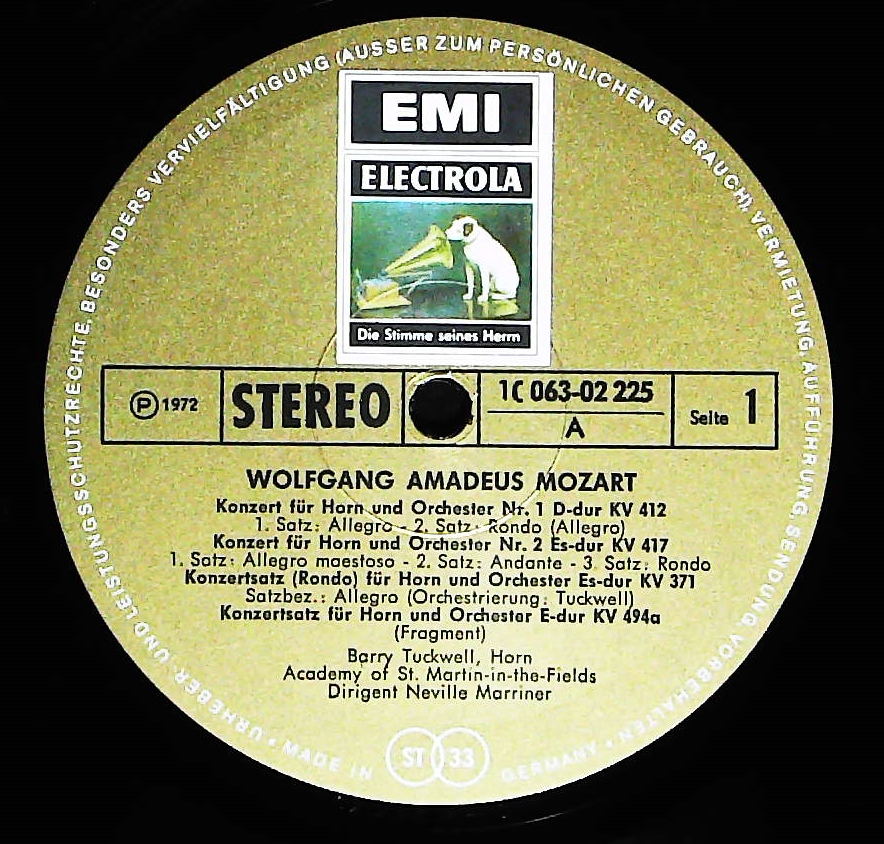 URHEBER- UND LEISTUNGSSCHUTZRECHTE, BESONDERS VERVIELFÄLTIGUNG (AUSSER ZUM PERSÖNLICHEN GEBRAUCH), VERMIETUNG, AUFFÜHRUNG, SENDUNG, VORBEHALTEN • MADE IN GERMANY •
EMI
ELECTROLA
Die Stimme seines Herrn
Ⓟ 1972
STEREO
1C 063-02 225
A
Seite 1
WOLFGANG AMADEUS MOZART
Konzert für Horn und Orchester Nr. 1 D-dur KV 412
1. Satz: Allegro - 2. Satz: Rondo (Allegro)
Konzert für Horn und Orchester Nr. 2 Es-dur KV 417
1. Satz: Allegro maestoso - 2. Satz: Andante - 3. Satz: Rondo
Konzertsatz (Rondo) für Horn und Orchester Es-dur KV 371
Satzbez.: Allegro (Orchestrierung: Tuckwell)
Konzertsatz für Horn und Orchester E-dur KV 494a
(Fragment)
Barry Tuckwell, Horn
Academy of St. Martin-in-the-Fields
Dirigent Neville Marriner
ST 33